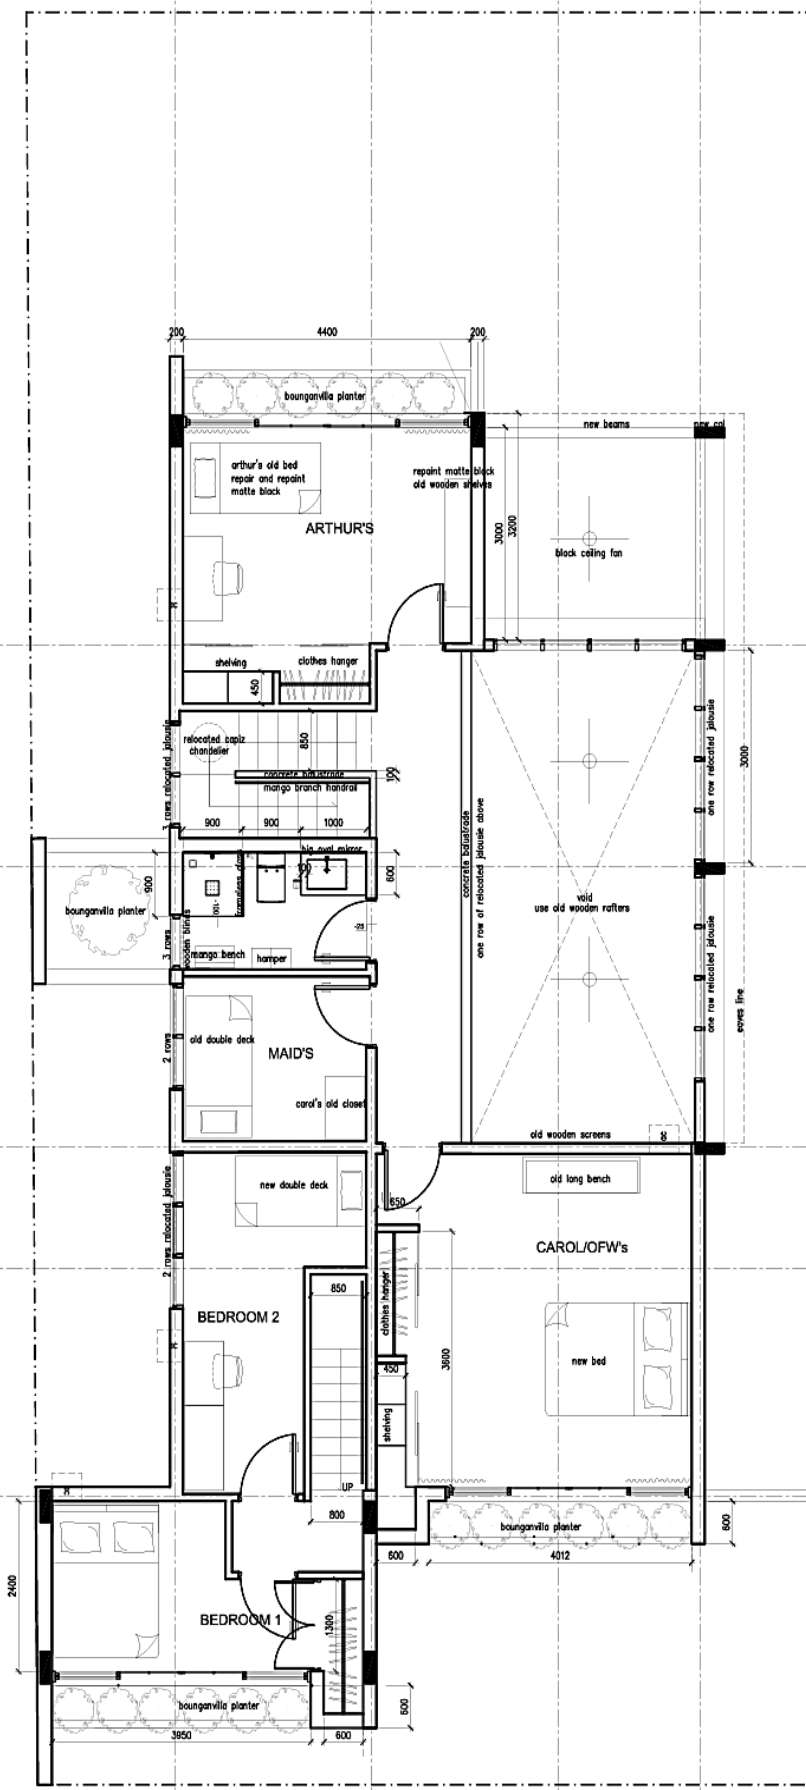 200
4400
200
bounganvilla planter
new beams
new col
arthur's old bed
repair and repaint
matte black
repaint matte black
old wooden shelves
ARTHUR'S
3000
3200
black ceiling fan
shelving
clothes hanger
450
3 rows relocated jalousie
relocated capiz
chandelier
850
concrete balustrade
mango branch handrail
100
900
900
1000
one row relocated jalousie
3000
big oval mirror
600
900
bounganvilla planter
frameless glass
100
-100
-25
3 rows
wooden blinds
mango bench
hamper
concrete balustrade
one row of relocated jalousie above
void
use old wooden rafters
one row relocated jalousie
eaves line
2 rows
old double deck
MAID'S
carol's old closet
old wooden screens
2 rows relocated jalousie
new double deck
650
old long bench
CAROL/OFW's
850
clothes hanger
BEDROOM 2
3600
new bed
450
shelving
UP
800
bounganvilla planter
600
600
4012
2400
BEDROOM 1
1300
bounganvilla planter
600
3950
600